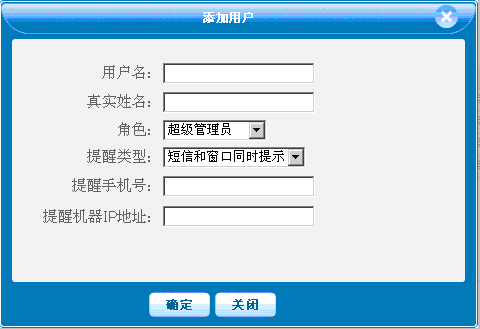 添加用户
用户名：
真实姓名：
角色： 超级管理员
提醒类型： 短信和窗口同时提示
提醒手机号：
提醒机器IP地址：
确定 关闭